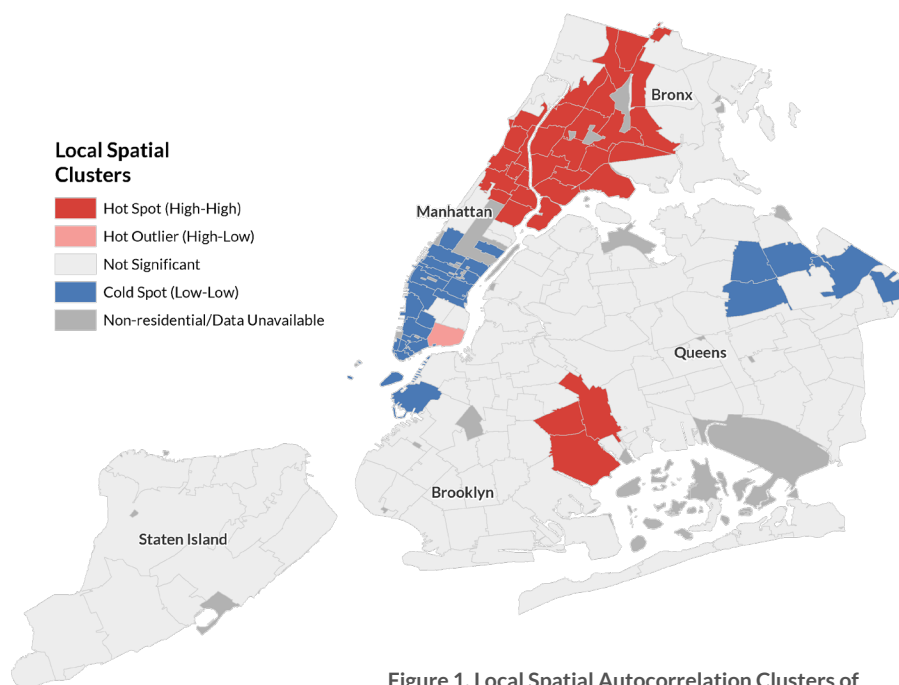 Local Spatial
Clusters
Hot Spot (High-High)
Hot Outlier (High-Low)
Not Significant
Cold Spot (Low-Low)
Non-residential/Data Unavailable
Bronx
Manhattan
Queens
Brooklyn
Staten Island
Figure 1. Local Spatial Autocorrelation Clusters of